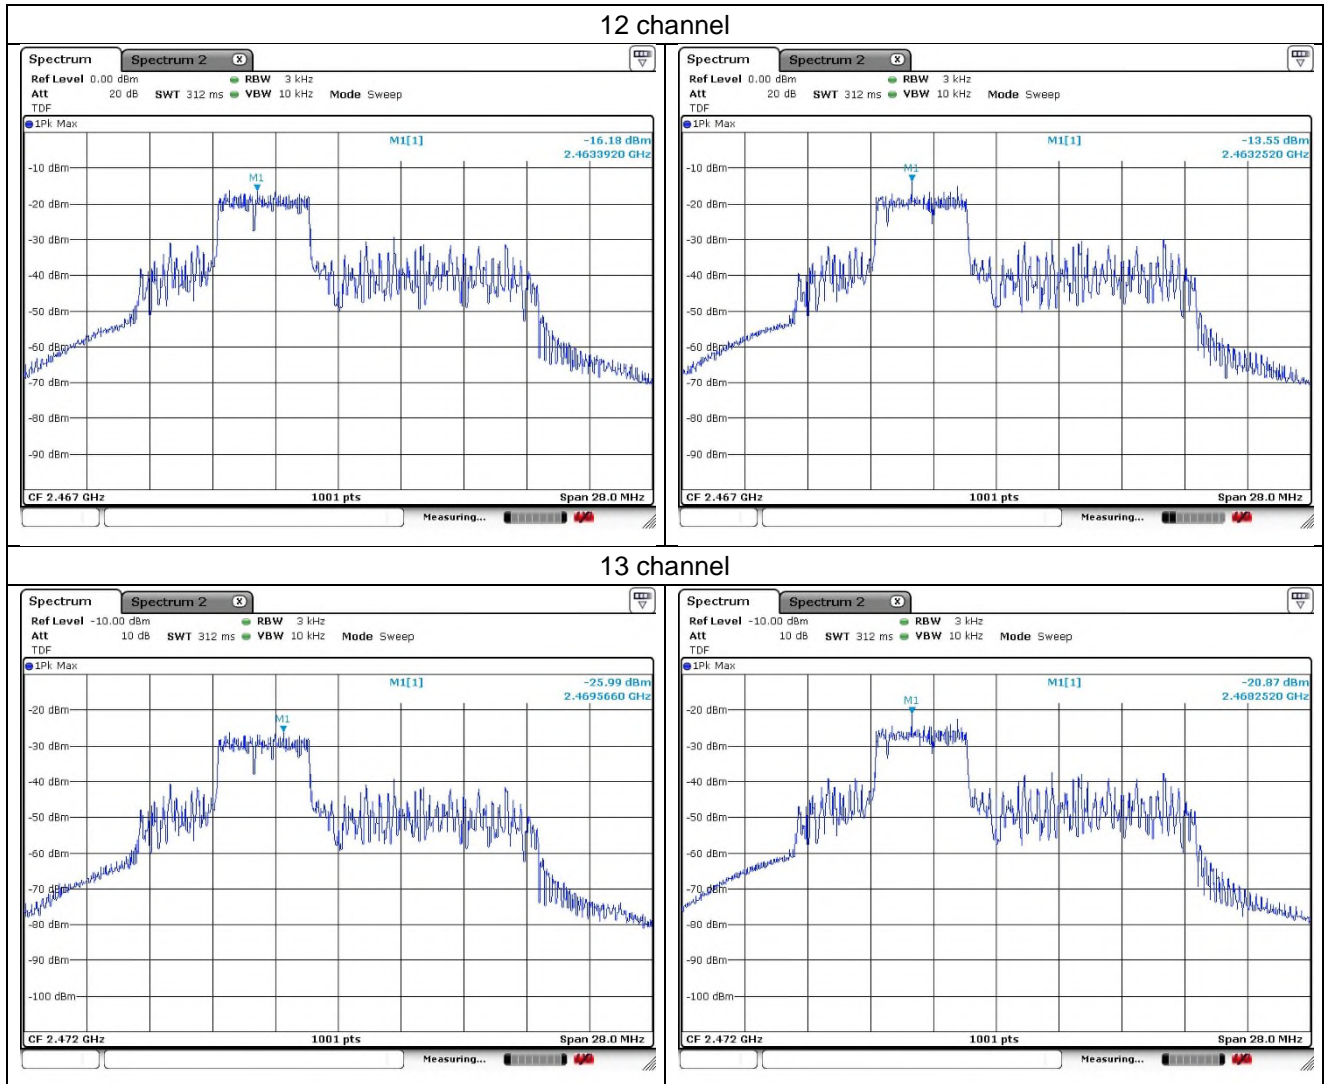 12 channel
Spectrum Spectrum 2 X
Ref Level 0.00 dBm RBW 3 kHz
Att 20 dB SWT 312 ms VBW 10 kHz Mode Sweep
TDF
1Pk Max
M1[1] -16.18 dBm
2.4633920 GHz
M1
-10 dBm
-20 dBm
-30 dBm
-40 dBm
-50 dBm
-60 dBm
-70 dBm
-80 dBm
-90 dBm
CF 2.467 GHz 1001 pts Span 28.0 MHz
Measuring...
Spectrum Spectrum 2 X
Ref Level 0.00 dBm RBW 3 kHz
Att 20 dB SWT 312 ms VBW 10 kHz Mode Sweep
TDF
1Pk Max
M1[1] -13.55 dBm
2.4632520 GHz
M1
-10 dBm
-20 dBm
-30 dBm
-40 dBm
-50 dBm
-60 dBm
-70 dBm
-80 dBm
-90 dBm
CF 2.467 GHz 1001 pts Span 28.0 MHz
Measuring...
13 channel
Spectrum Spectrum 2 X
Ref Level -10.00 dBm RBW 3 kHz
Att 10 dB SWT 312 ms VBW 10 kHz Mode Sweep
TDF
1Pk Max
M1[1] -25.99 dBm
2.4695660 GHz
M1
-20 dBm
-30 dBm
-40 dBm
-50 dBm
-60 dBm
-70 dBm
-80 dBm
-90 dBm
-100 dBm
CF 2.472 GHz 1001 pts Span 28.0 MHz
Measuring...
Spectrum Spectrum 2 X
Ref Level -10.00 dBm RBW 3 kHz
Att 10 dB SWT 312 ms VBW 10 kHz Mode Sweep
TDF
1Pk Max
M1[1] -20.87 dBm
2.4682520 GHz
M1
-20 dBm
-30 dBm
-40 dBm
-50 dBm
-60 dBm
-70 dBm
-80 dBm
-90 dBm
-100 dBm
CF 2.472 GHz 1001 pts Span 28.0 MHz
Measuring...